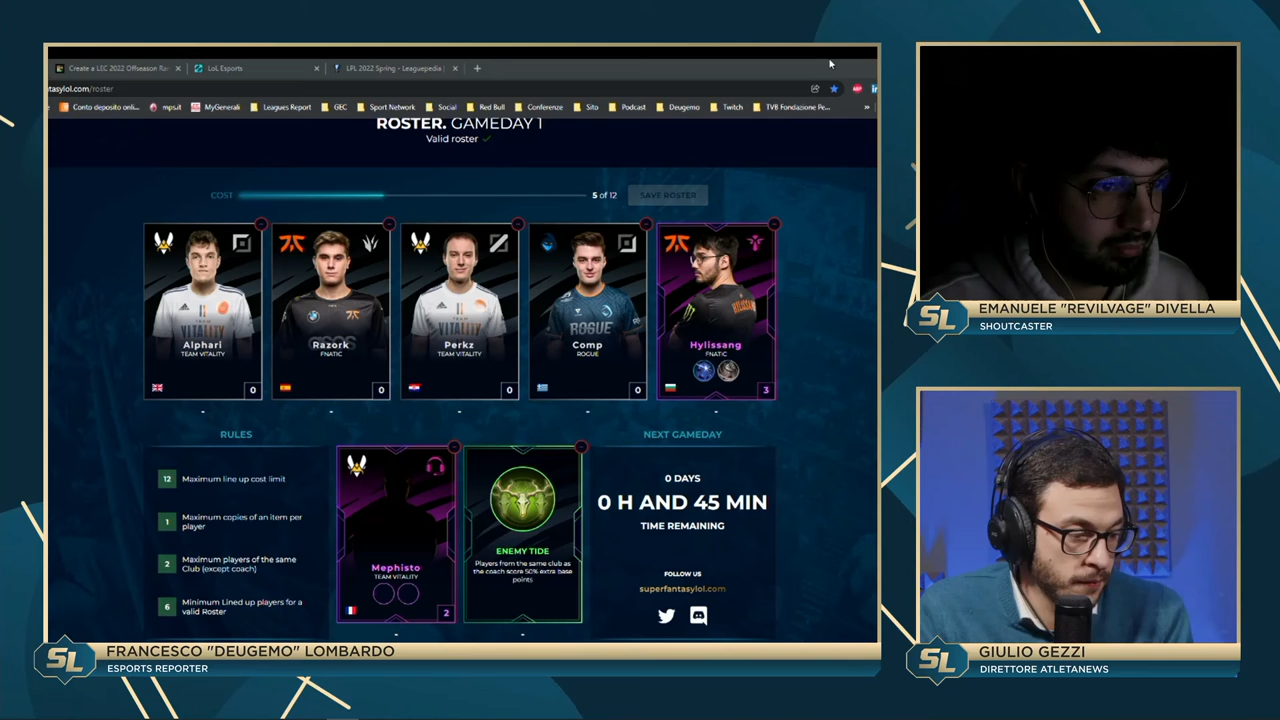 Create a LEC 2022 Offseason Ra
LoL Esports
LPL 2022 Spring - Leaguepedia |
tasylol.com/roster
Conto deposito onli...
mps.it
MyGenerali
Leagues Report
GEC
Sport Network
Social
Red Bull
Conferenze
Sito
Podcast
Deugemo
Twitch
TVB Fondazione Pe...
ROSTER. GAMEDAY 1
Valid roster
COST
5 of 12
SAVE ROSTER
Alphari
TEAM VITALITY
0
Razork
FNATIC
0
Perkz
TEAM VITALITY
0
ROGUE
Comp
ROGUE
0
Hylissang
FNATIC
3
RULES
12 Maximum line up cost limit
1 Maximum copies of an item per
player
2 Maximum players of the same
Club (except coach)
6 Minimum Lined up players for a
valid Roster
Mephisto
TEAM VITALITY
2
ENEMY TIDE
Players from the same club as
the coach score 50% extra base
points
NEXT GAMEDAY
0 DAYS
0 H AND 45 MIN
TIME REMAINING
FOLLOW US
superfantasylol.com
SL
EMANUELE "REVILVAGE" DIVELLA
SHOUTCASTER
SL
FRANCESCO "DEUGEMO" LOMBARDO
ESPORTS REPORTER
SL
GIULIO GEZZI
DIRETTORE ATLETANEWS